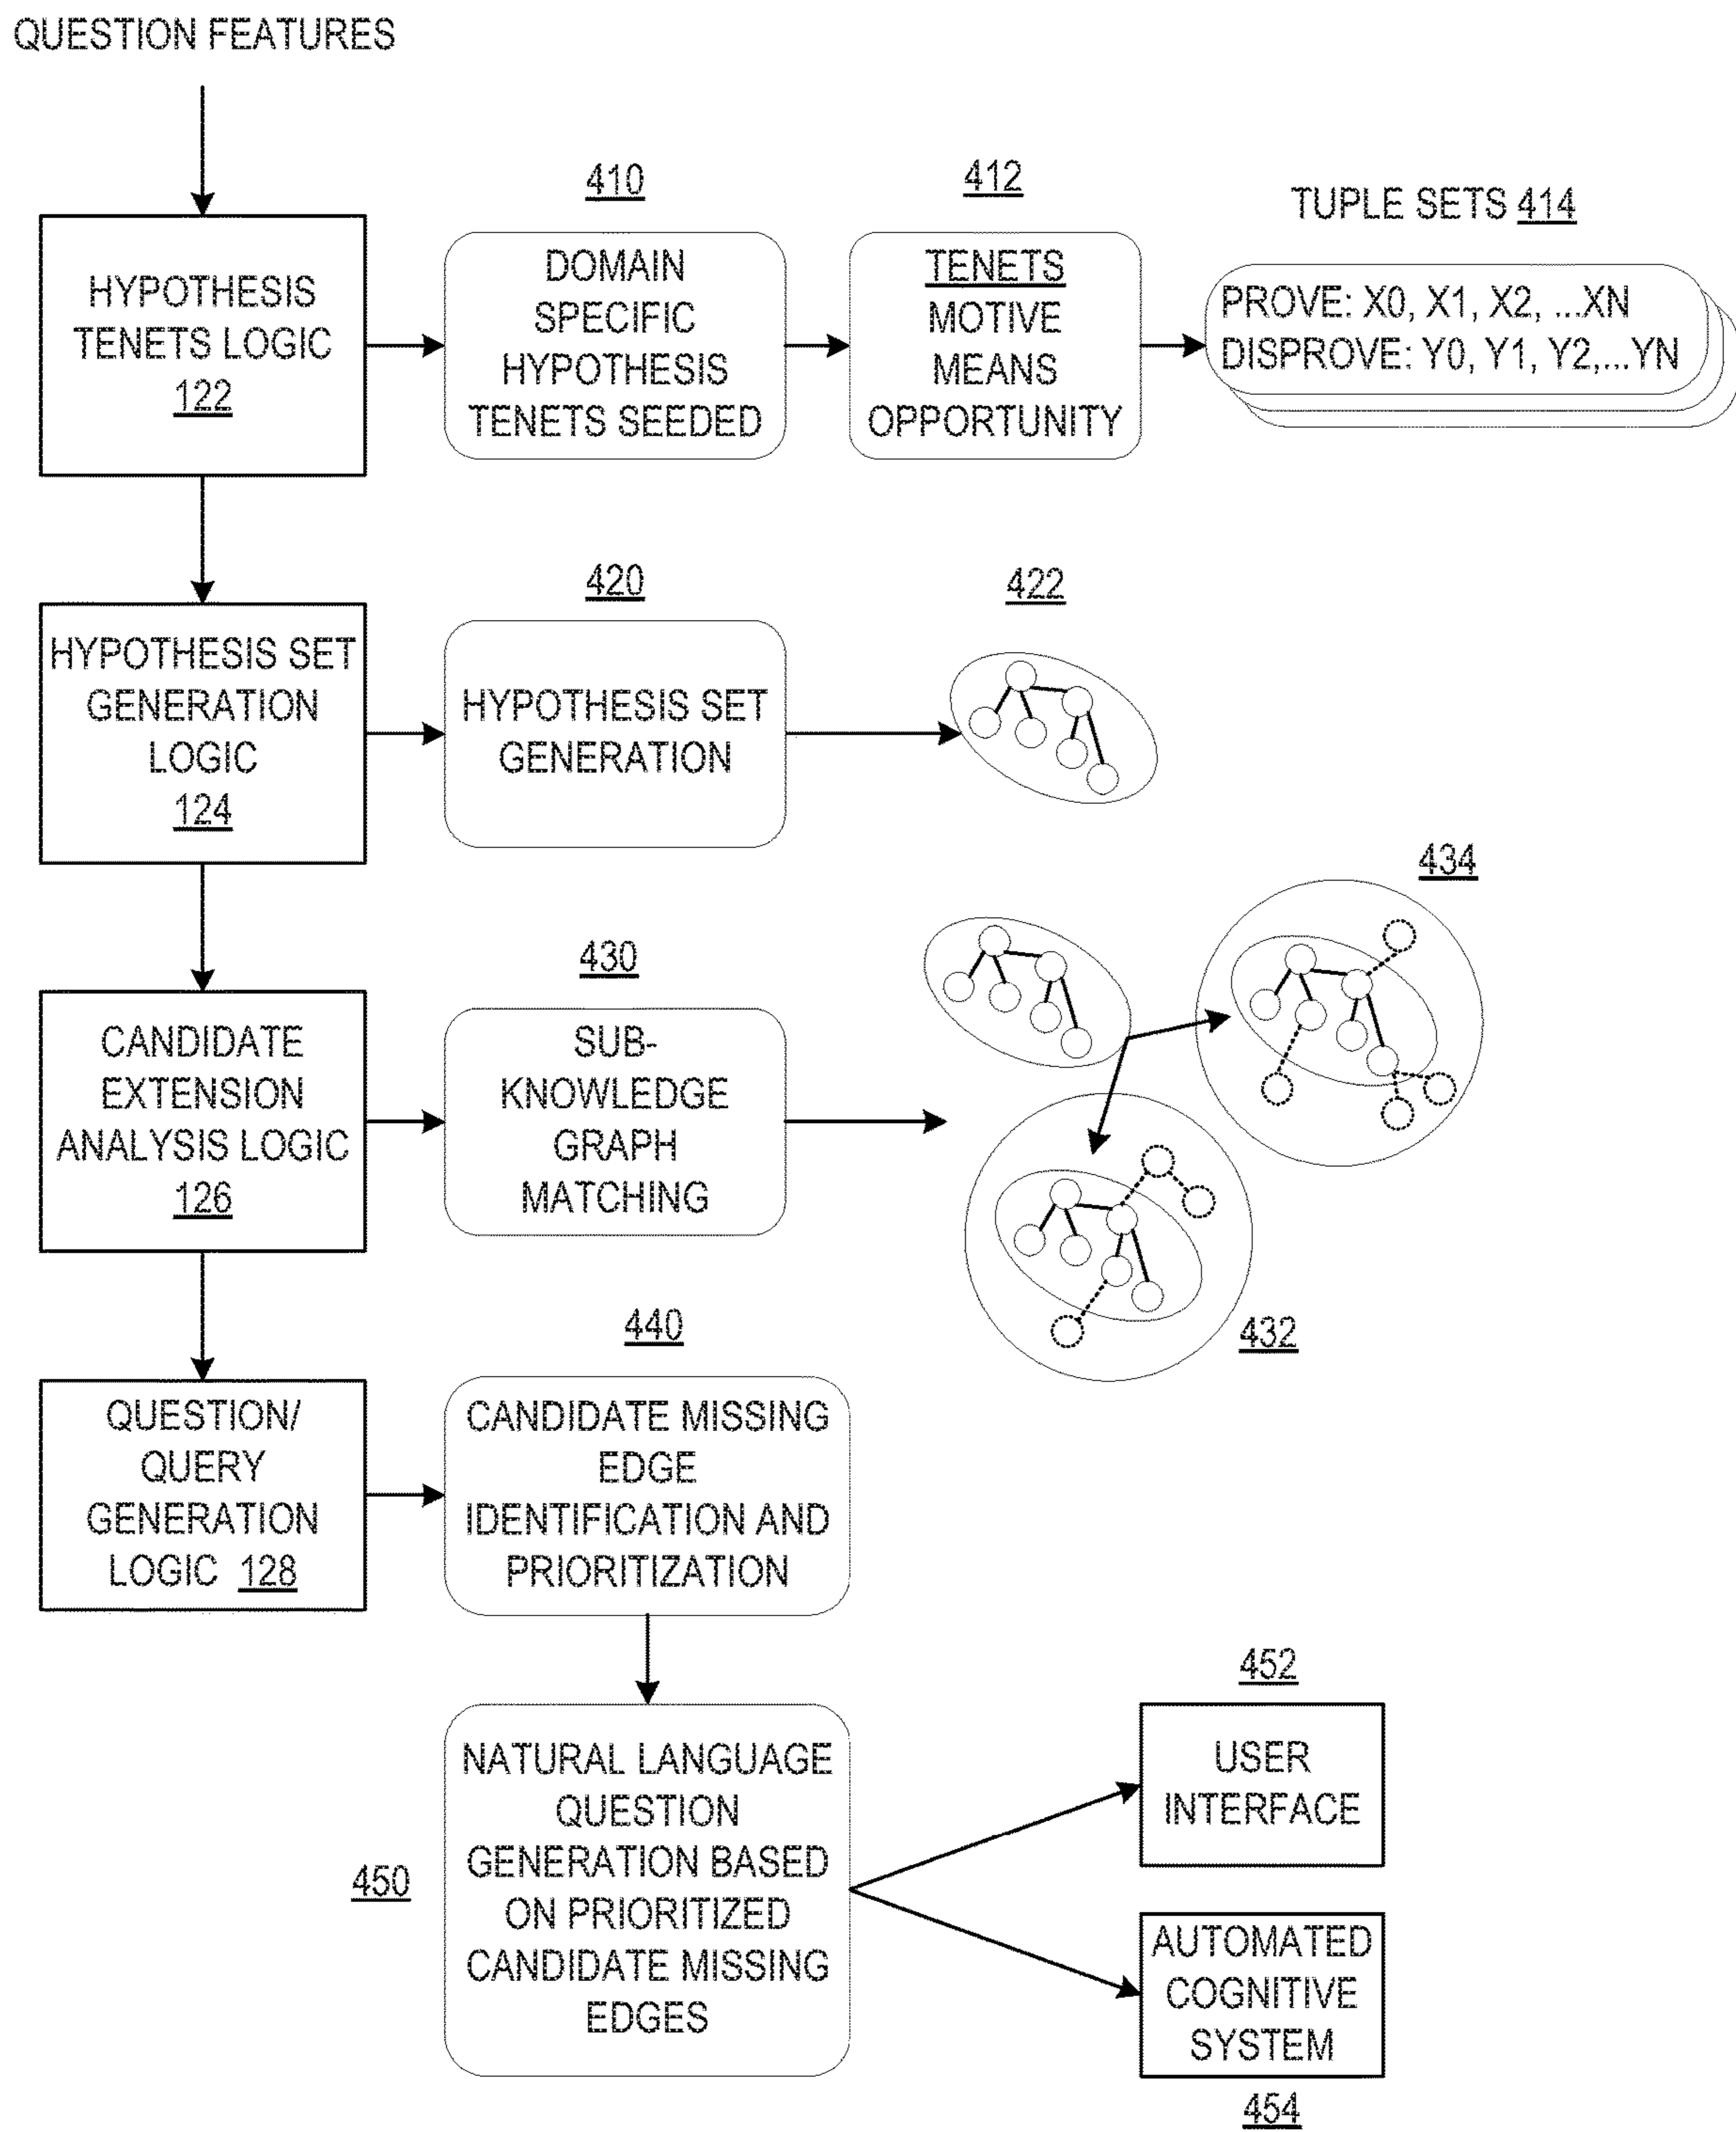 QUESTION FEATURES
HYPOTHESIS
TENETS LOGIC
122
410
DOMAIN
SPECIFIC
HYPOTHESIS
TENETS SEEDED
412
TENETS
MOTIVE
MEANS
OPPORTUNITY
TUPLE SETS 414
PROVE: X0, X1, X2, ...XN
DISPROVE: Y0, Y1, Y2,...YN
HYPOTHESIS SET
GENERATION
LOGIC
124
420
HYPOTHESIS SET
GENERATION
422
CANDIDATE
EXTENSION
ANALYSIS LOGIC
126
430
SUB-
KNOWLEDGE
GRAPH
MATCHING
434
432
QUESTION/
QUERY
GENERATION
LOGIC 128
440
CANDIDATE MISSING
EDGE
IDENTIFICATION AND
PRIORITIZATION
450
NATURAL LANGUAGE
QUESTION
GENERATION BASED
ON PRIORITIZED
CANDIDATE MISSING
EDGES
452
USER
INTERFACE
AUTOMATED
COGNITIVE
SYSTEM
454